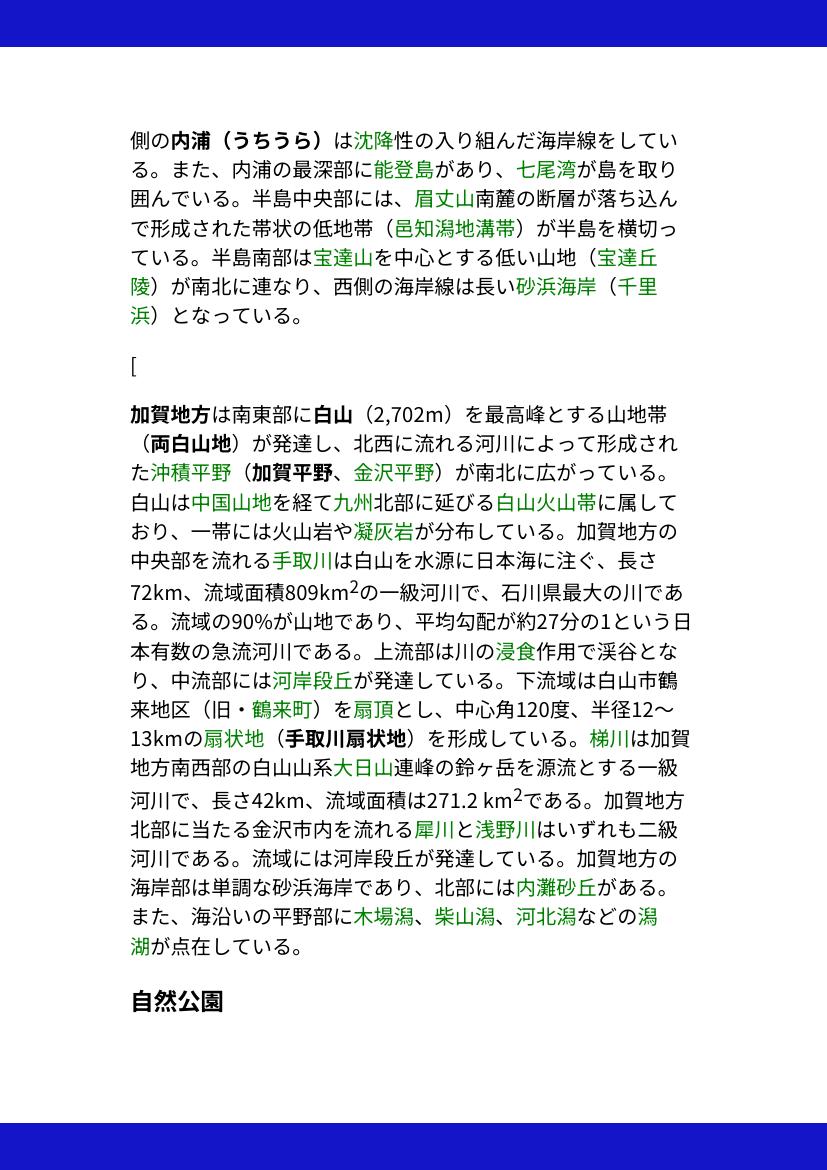 側の内浦（うちうら）は沈降性の入り組んだ海岸線をしてい
る。また、内浦の最深部に能登島があり、七尾湾が島を取り
囲んでいる。半島中央部には、眉丈山南麓の断層が落ち込ん
で形成された帯状の低地帯（邑知潟地溝帯）が半島を横切っ
ている。半島南部は宝達山を中心とする低い山地（宝達丘
陵）が南北に連なり、西側の海岸線は長い砂浜海岸（千里
浜）となっている。
[
加賀地方は南東部に白山（2,702m）を最高峰とする山地帯
（両白山地）が発達し、北西に流れる河川によって形成され
た沖積平野（加賀平野、金沢平野）が南北に広がっている。
白山は中国山地を経て九州北部に延びる白山火山帯に属して
おり、一帯には火山岩や凝灰岩が分布している。加賀地方の
中央部を流れる手取川は白山を水源に日本海に注ぐ、長さ
72km、流域面積809km2の一級河川で、石川県最大の川であ
る。流域の90%が山地であり、平均勾配が約27分の1という日
本有数の急流河川である。上流部は川の浸食作用で渓谷とな
り、中流部には河岸段丘が発達している。下流域は白山市鶴
来地区（旧・鶴来町）を扇頂とし、中心角120度、半径12〜
13kmの扇状地（手取川扇状地）を形成している。梯川は加賀
地方南西部の白山山系大日山連峰の鈴ヶ岳を源流とする一級
河川で、長さ42km、流域面積は271.2 km2である。加賀地方
北部に当たる金沢市内を流れる犀川と浅野川はいずれも二級
河川である。流域には河岸段丘が発達している。加賀地方の
海岸部は単調な砂浜海岸であり、北部には内灘砂丘がある。
また、海沿いの平野部に木場潟、柴山潟、河北潟などの潟
湖が点在している。
自然公園